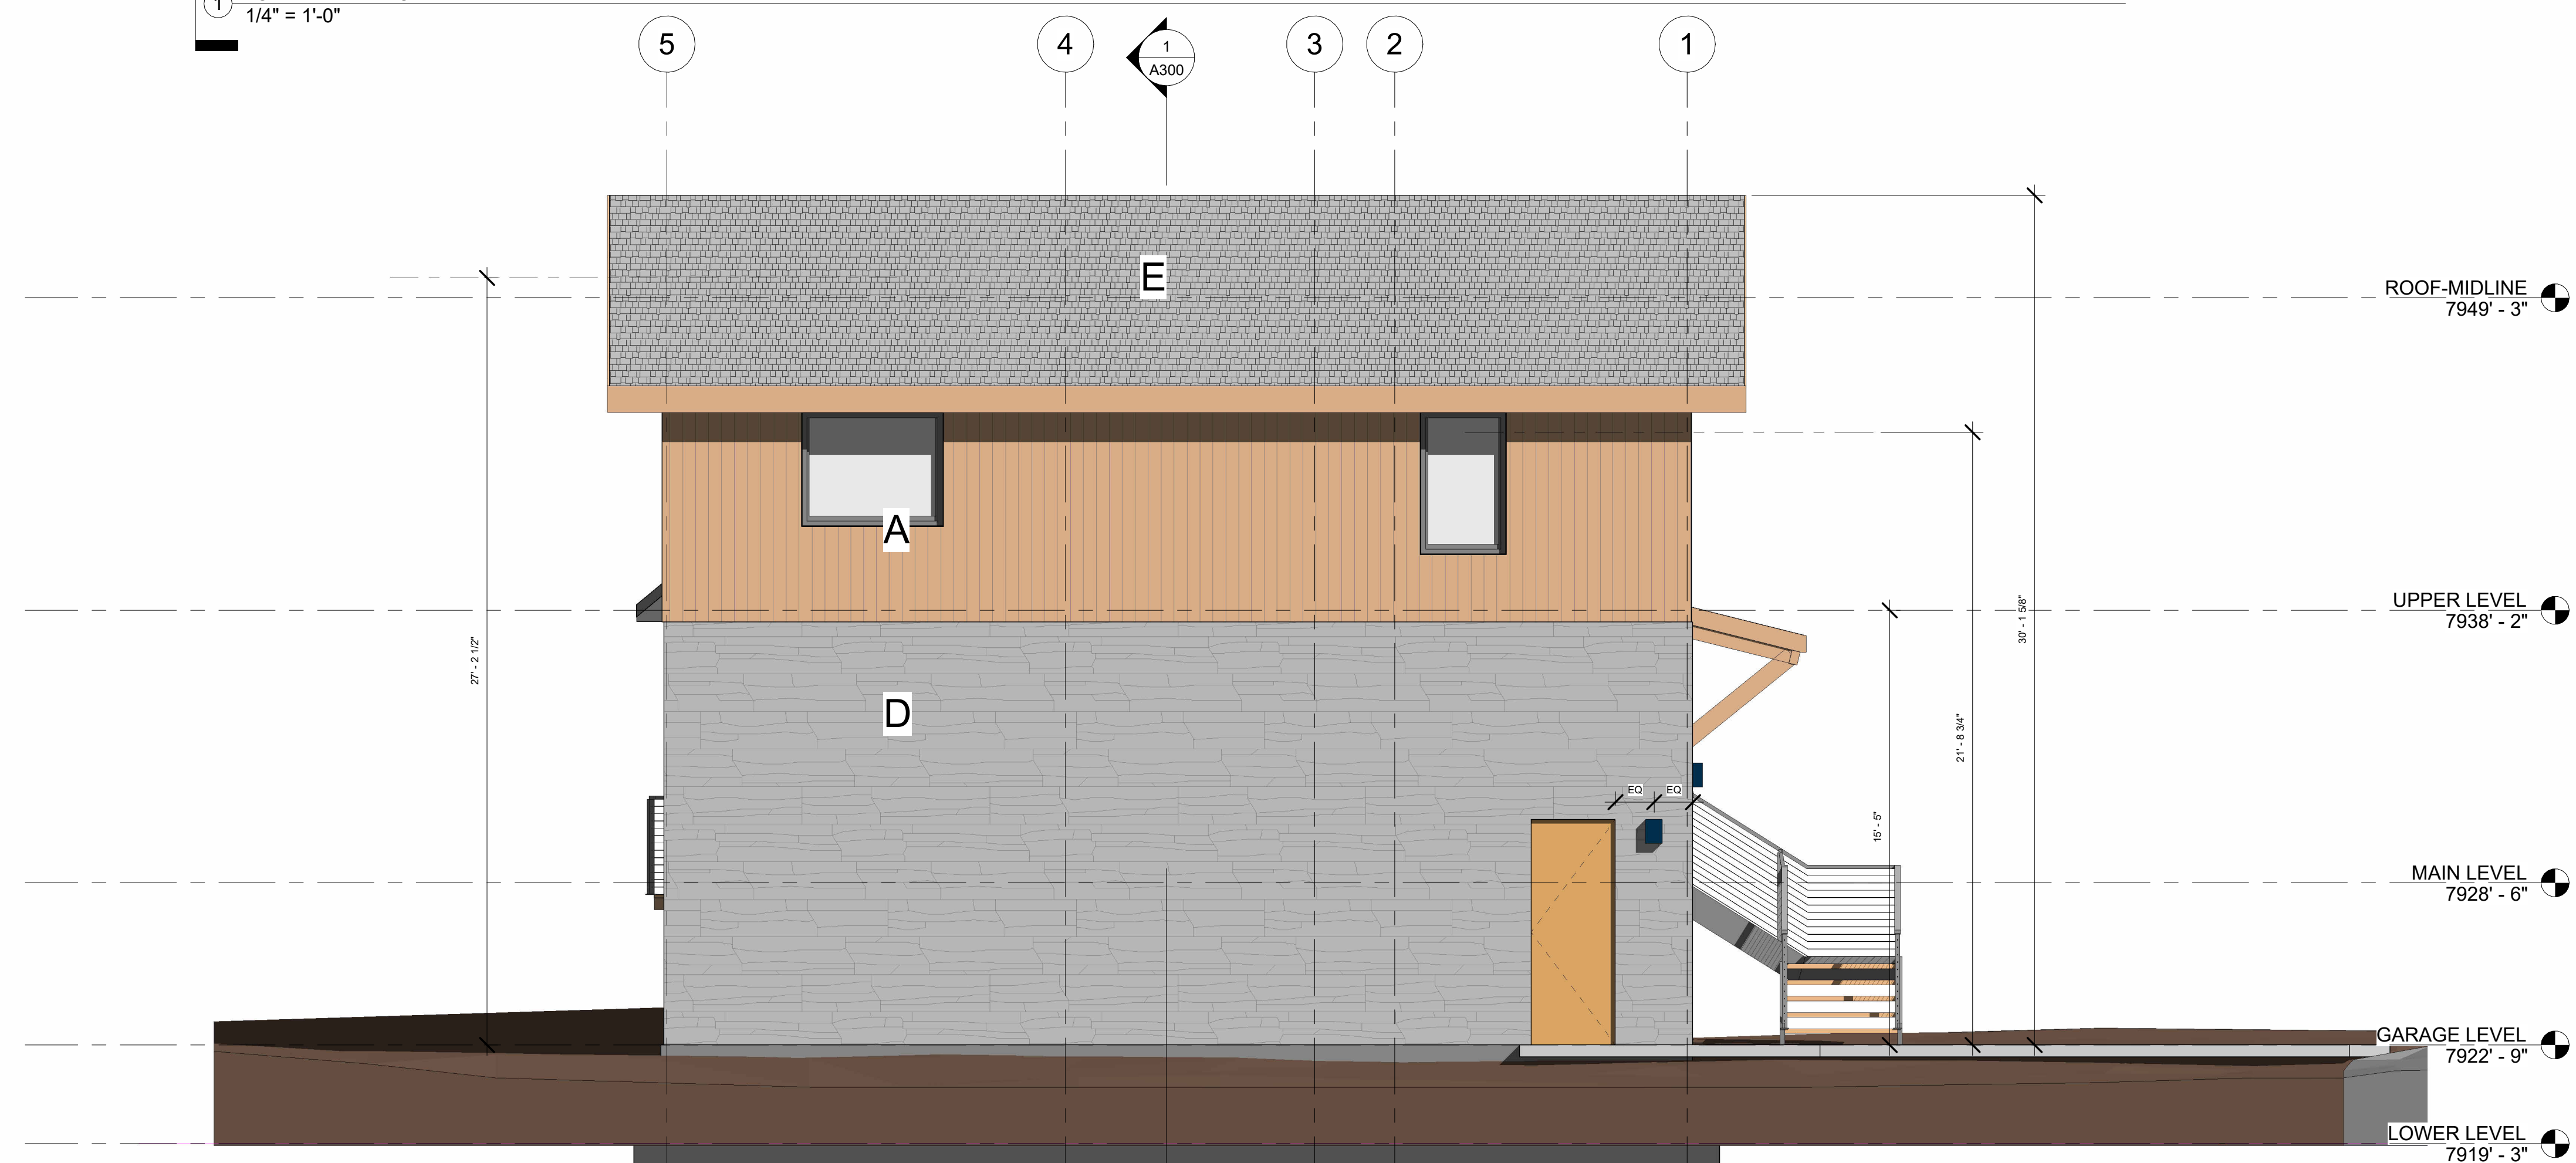 1
1/4" = 1'-0"
5
4
1
A300
3
2
1
E
ROOF-MIDLINE
7949' - 3"
A
UPPER LEVEL
7938' - 2"
30' - 1 5/8"
27' - 2 1/2"
D
21' - 8 3/4"
EQ
EQ
15' - 5"
MAIN LEVEL
7928' - 6"
GARAGE LEVEL
7922' - 9"
LOWER LEVEL
7919' - 3"